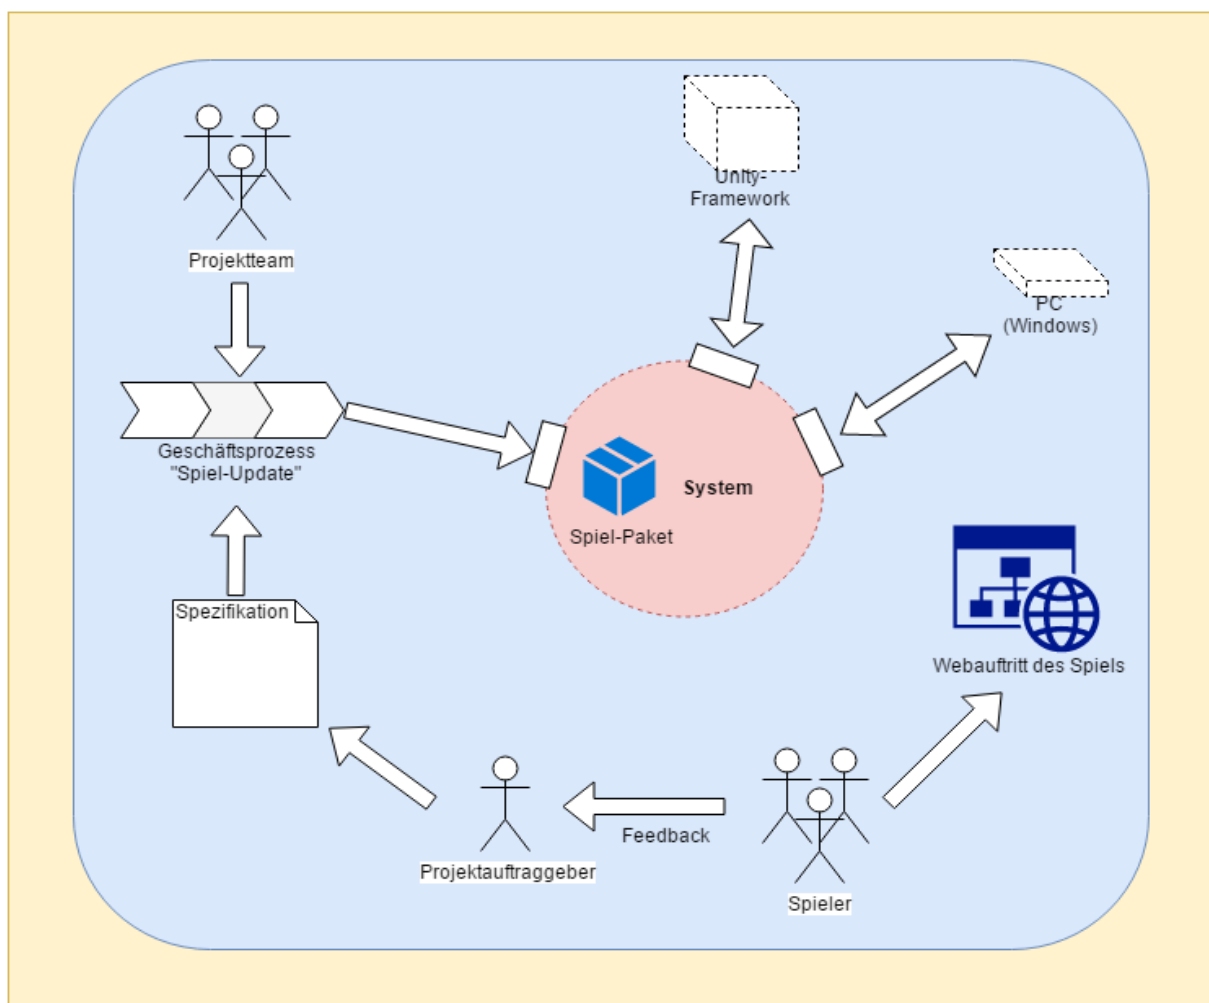 Projektteam
Unity-
Framework
PC
(Windows)
Geschäftsprozess
"Spiel-Update"
System
Spiel-Paket
Spezifikation
Webauftritt des Spiels
Feedback
Projektauftraggeber
Spieler